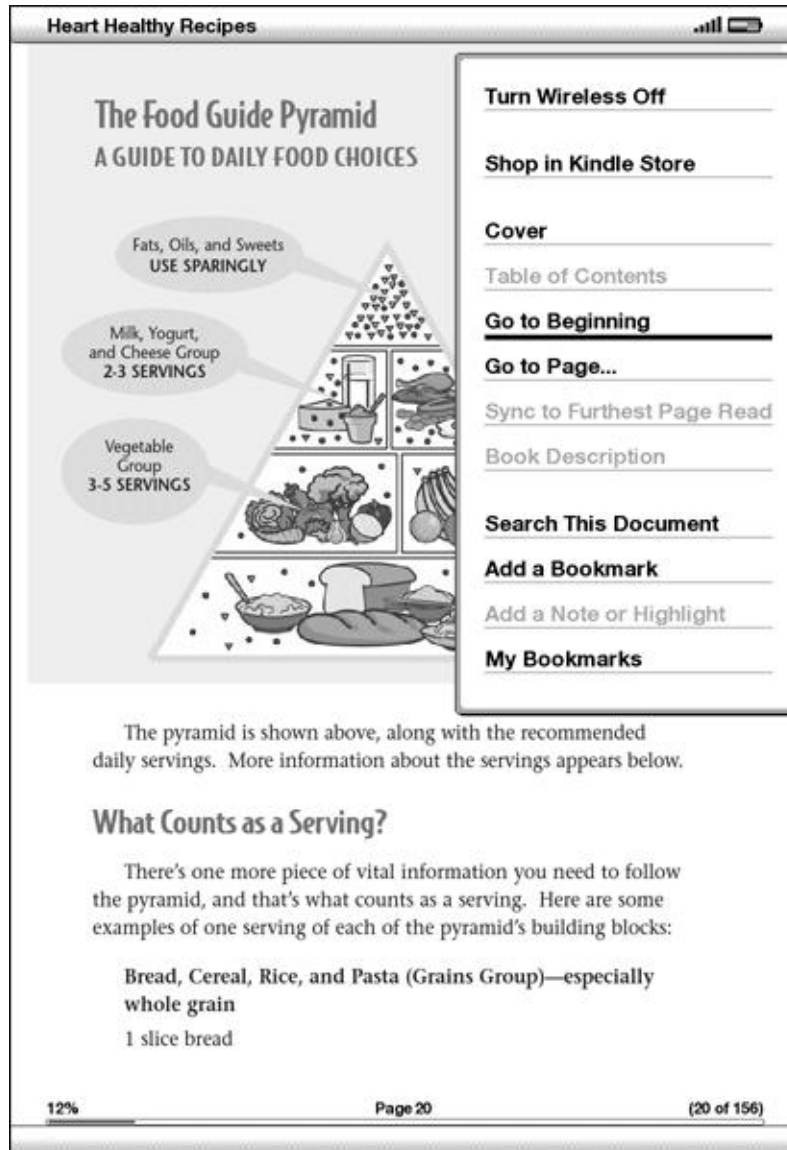 Heart Healthy Recipes
The Food Guide Pyramid
A GUIDE TO DAILY FOOD CHOICES
Fats, Oils, and Sweets
USE SPARINGLY
Milk, Yogurt,
and Cheese Group
2-3 SERVINGS
Vegetable
Group
3-5 SERVINGS
Turn Wireless Off
Shop in Kindle Store
Cover
Table of Contents
Go to Beginning
Go to Page...
Sync to Furthest Page Read
Book Description
Search This Document
Add a Bookmark
Add a Note or Highlight
My Bookmarks
The pyramid is shown above, along with the recommended
daily servings.  More information about the servings appears below.
What Counts as a Serving?
There's one more piece of vital information you need to follow
the pyramid, and that's what counts as a serving.  Here are some
examples of one serving of each of the pyramid's building blocks:
Bread, Cereal, Rice, and Pasta (Grains Group)—especially
whole grain
1 slice bread
12% Page 20 (20 of 156)